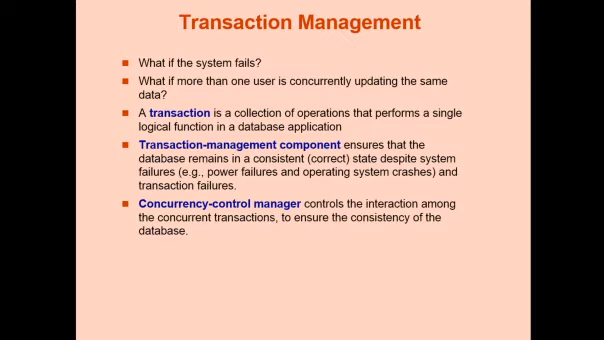 Transaction Management
What if the system fails?
What if more than one user is concurrently updating the same
data?
A transaction is a collection of operations that performs a single
logical function in a database application
Transaction-management component ensures that the
database remains in a consistent (correct) state despite system
failures (e.g., power failures and operating system crashes) and
transaction failures.
Concurrency-control manager controls the interaction among
the concurrent transactions, to ensure the consistency of the
database.